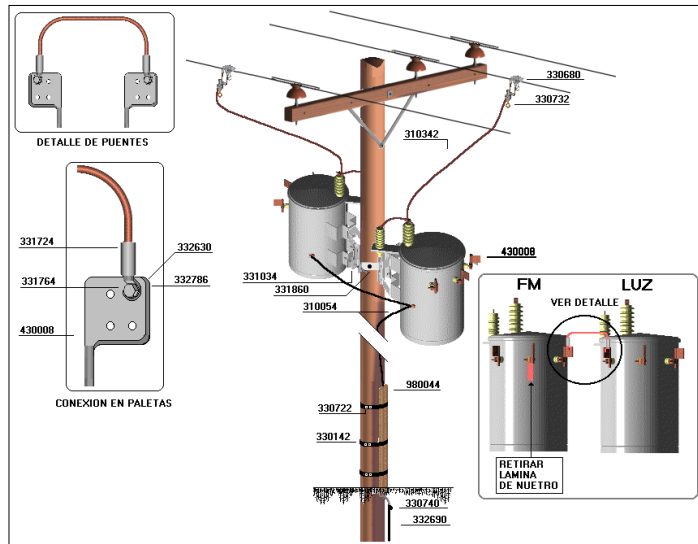 DETALLE DE PUENTES
331724
332630
331764
332786
430008
CONEXION EN PALETAS
330680
330732
310342
331034
331860
310054
430008
980044
330722
330142
330740
332690
FM
LUZ
VER DETALLE
RETIRAR
LAMINA
DE NUETRO